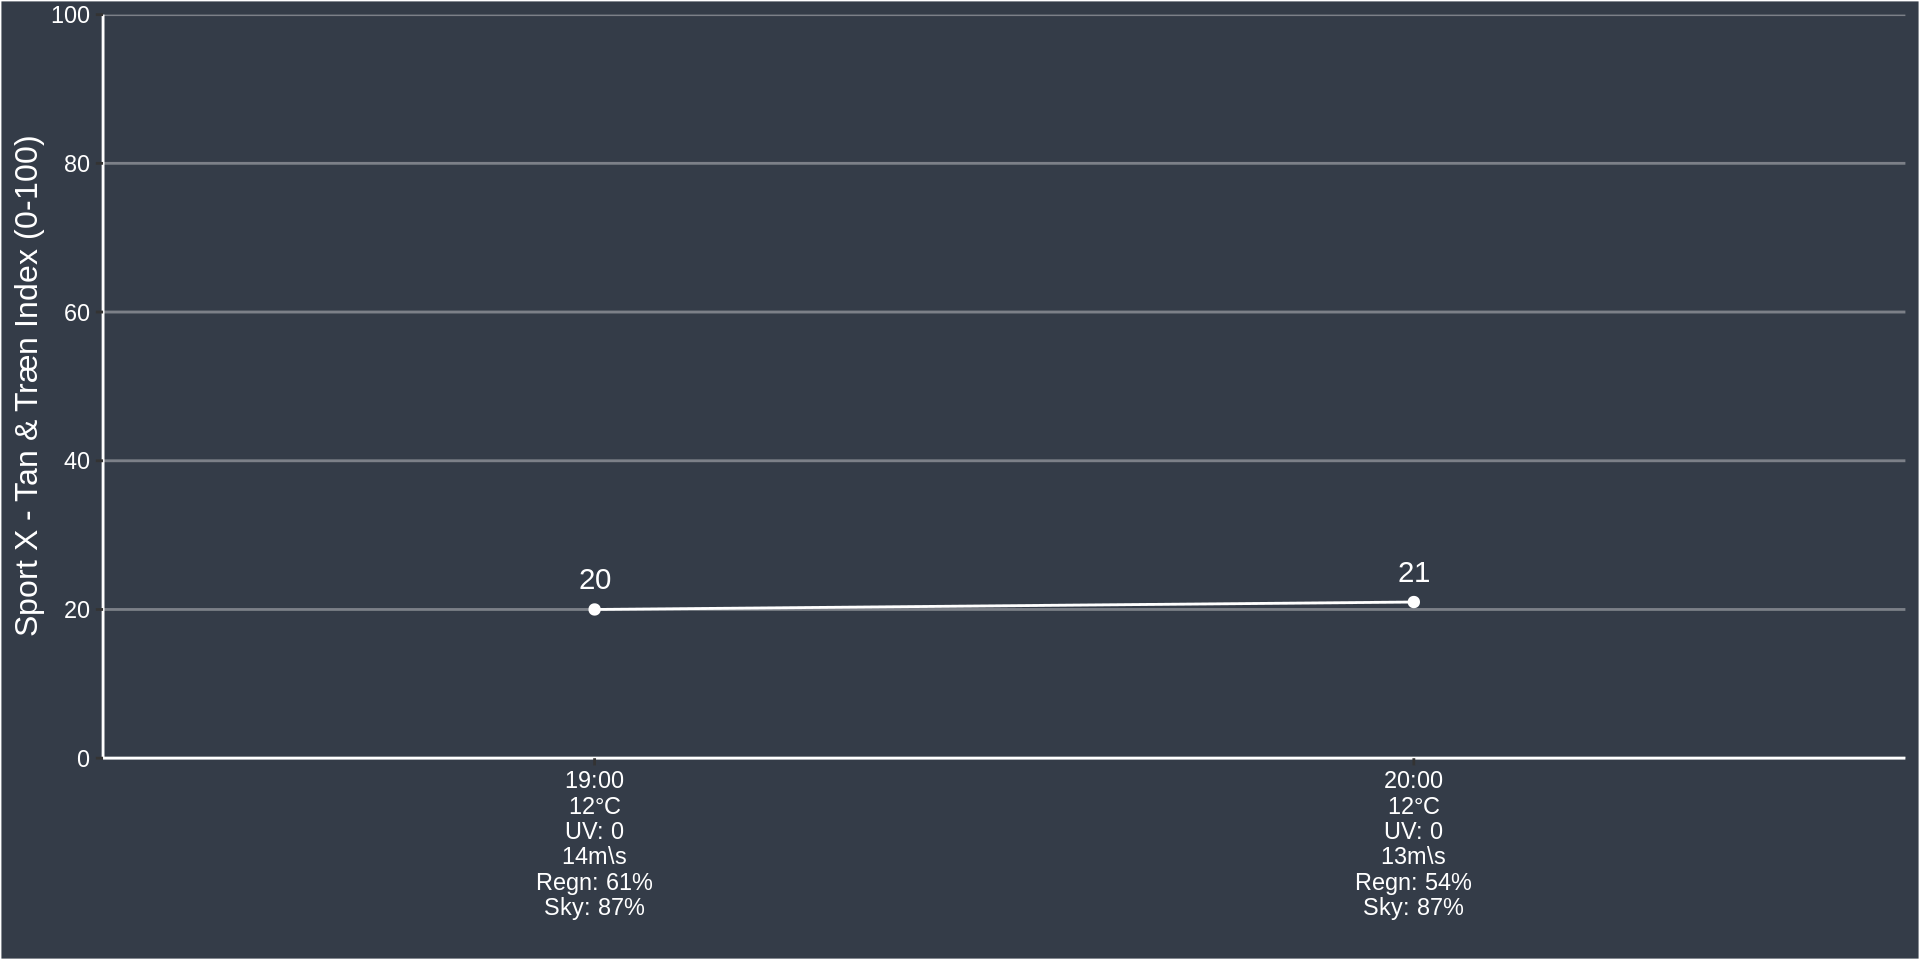 Sport X - Tan & Træn Index (0-100)
100
80
60
40
20
0
20
21
19:00
12°C
UV: 0
14m\s
Regn: 61%
Sky: 87%
20:00
12°C
UV: 0
13m\s
Regn: 54%
Sky: 87%